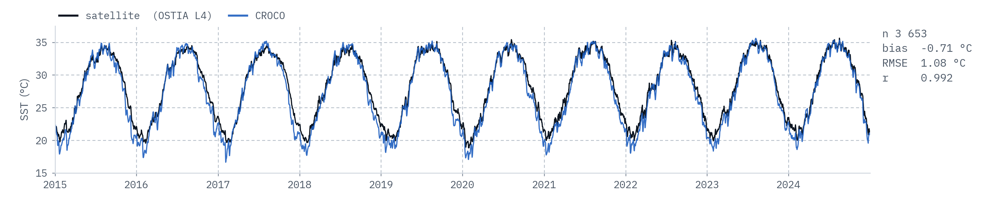 satellite (OSTIA L4) CROCO
n 3 653
bias -0.71 °C
RMSE 1.08 °C
r 0.992
SST (°C)
35
30
25
20
15
2015 2016 2017 2018 2019 2020 2021 2022 2023 2024